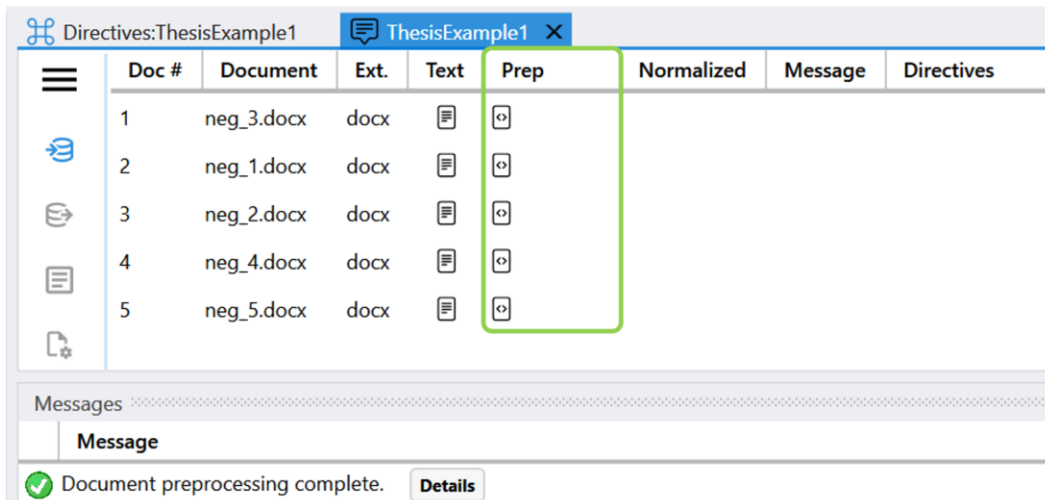 Directives:ThesisExample1 ThesisExample1
Doc # Document Ext. Text Prep Normalized Message Directives
1 neg_3.docx docx
2 neg_1.docx docx
3 neg_2.docx docx
4 neg_4.docx docx
5 neg_5.docx docx
Messages
Message
Document preprocessing complete. Details